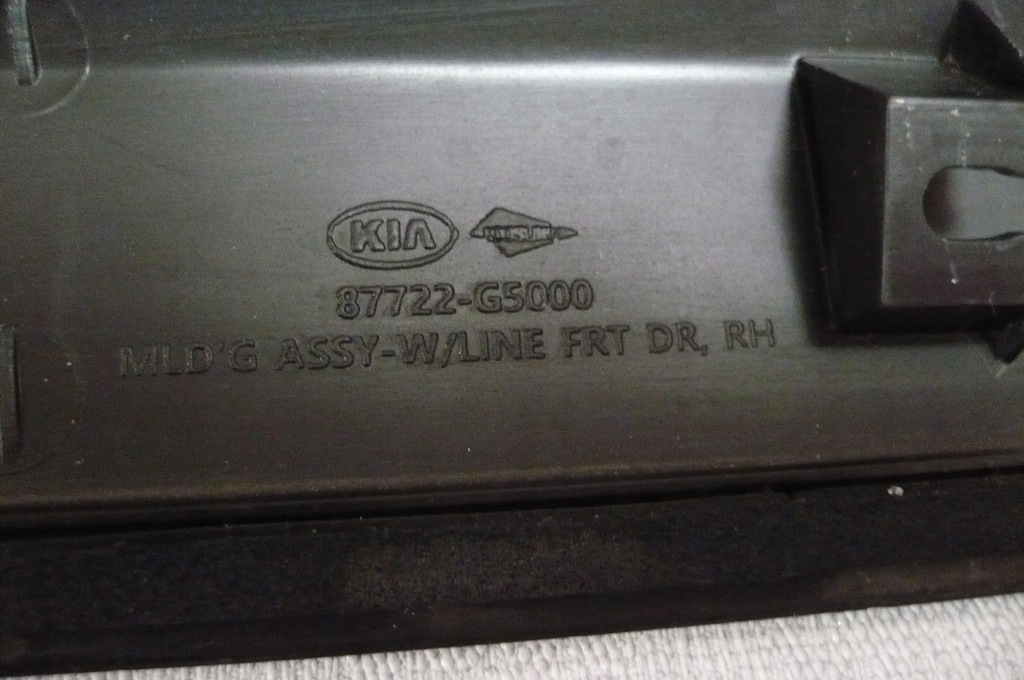 KIA
87722-G5000
MLD'G ASSY-W/LINE FRT DR, RH